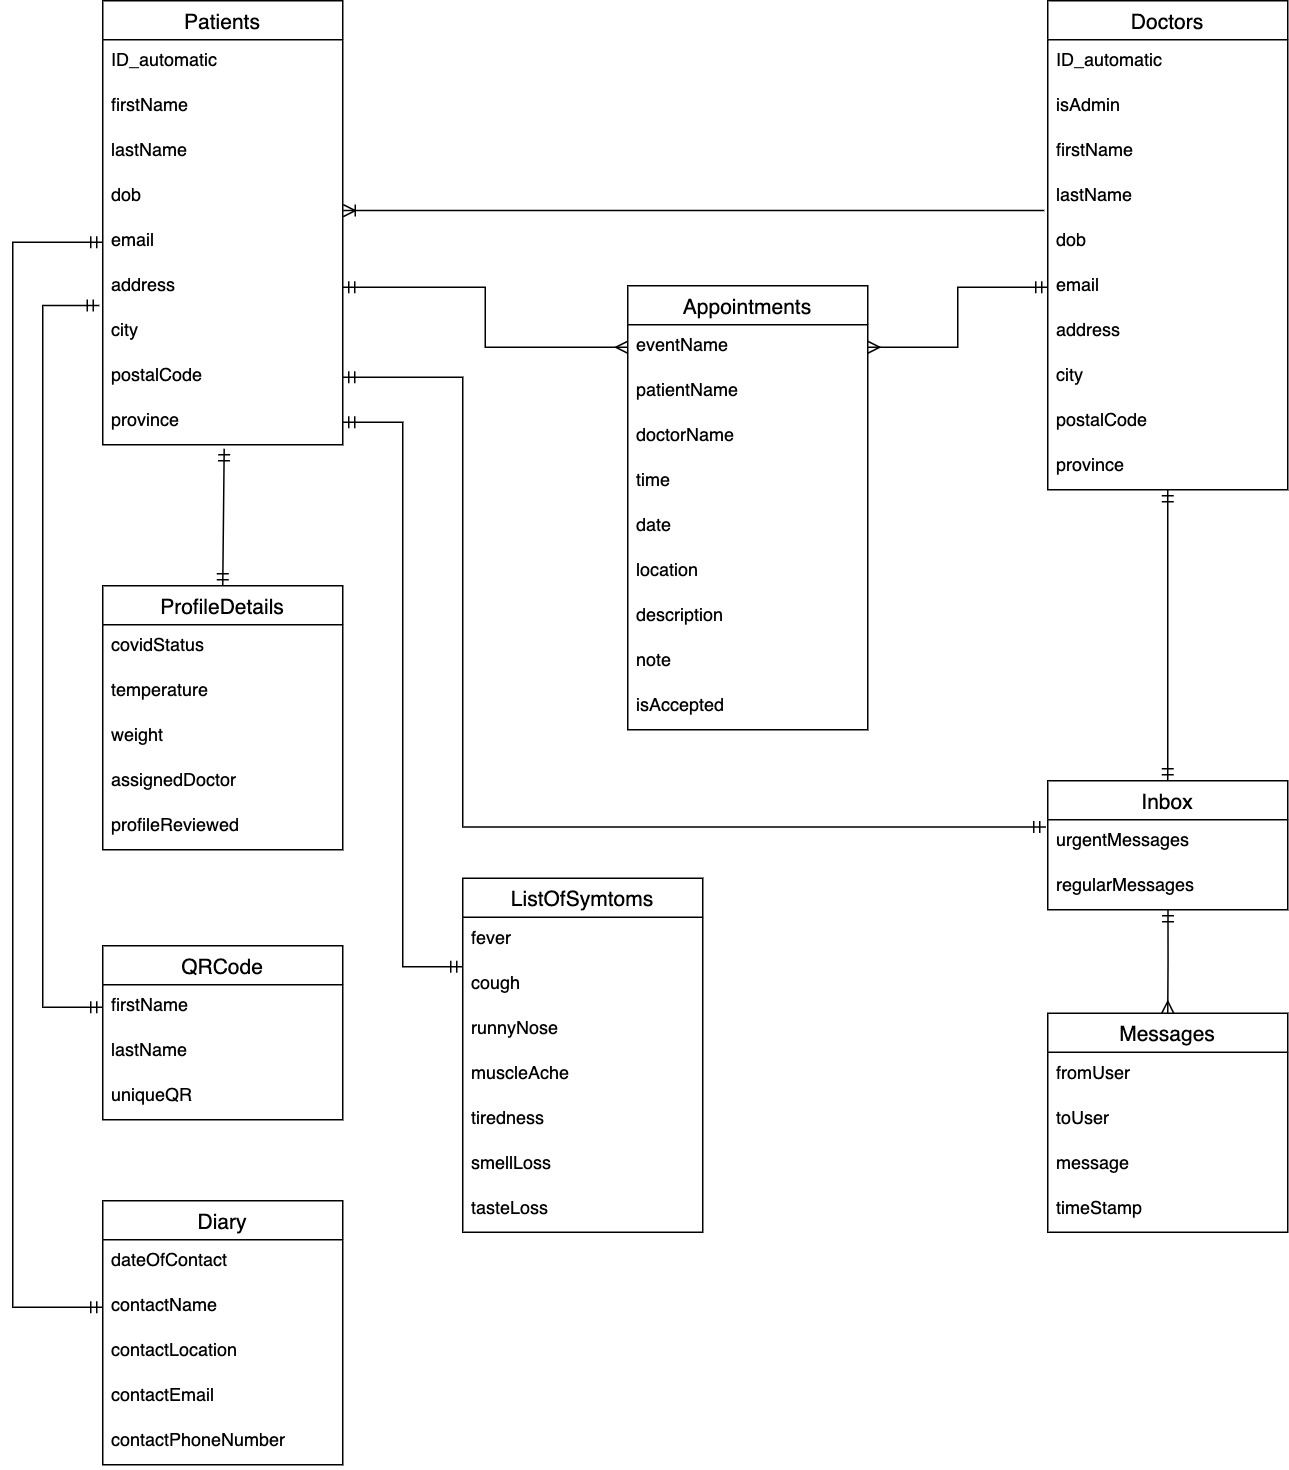 Patients
ID_automatic
firstName
lastName
dob
email
address
city
postalCode
province
Doctors
ID_automatic
isAdmin
firstName
lastName
dob
email
address
city
postalCode
province
Appointments
eventName
patientName
doctorName
time
date
location
description
note
isAccepted
ProfileDetails
covidStatus
temperature
weight
assignedDoctor
profileReviewed
Inbox
urgentMessages
regularMessages
ListOfSymtoms
fever
cough
runnyNose
muscleAche
tiredness
smellLoss
tasteLoss
QRCode
firstName
lastName
uniqueQR
Messages
fromUser
toUser
message
timeStamp
Diary
dateOfContact
contactName
contactLocation
contactEmail
contactPhoneNumber